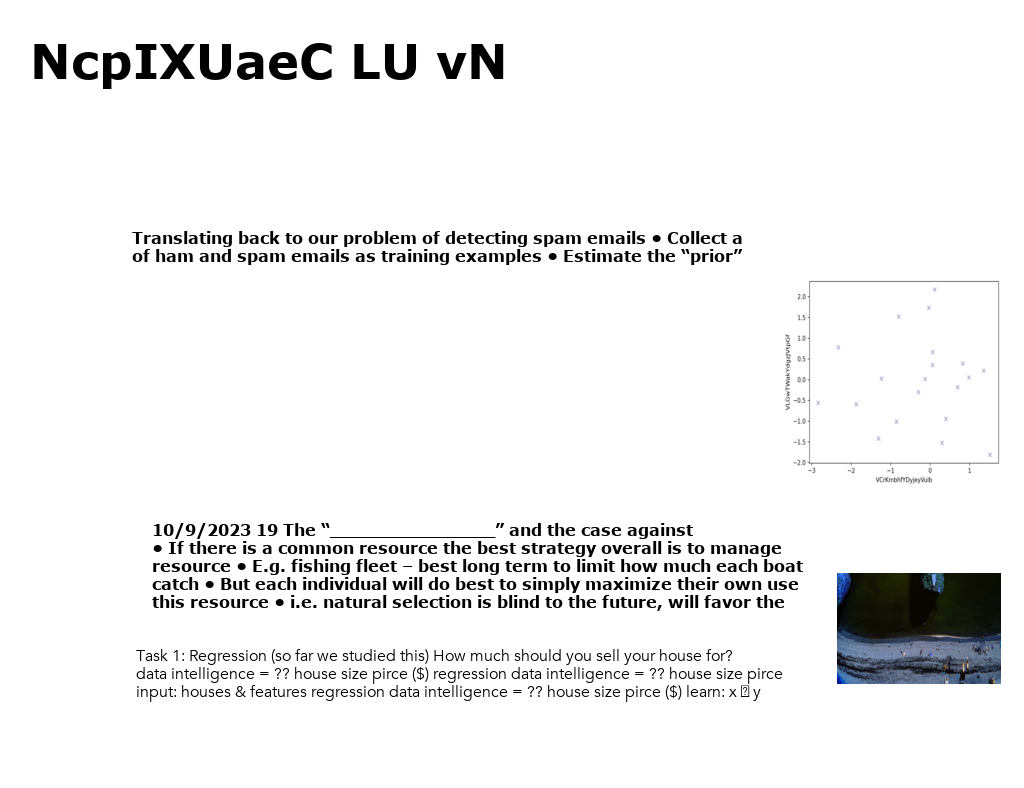 NcpIXUaeC LU vN
Translating back to our problem of detecting spam emails ● Collect a
of ham and spam emails as training examples ● Estimate the “prior”
2.0
1.5
1.0
0.5
0.0
−0.5
−1.0
−1.5
−2.0
−3
−2
−1
0
1
VCrKmbhfYDyjeyVulb
10/9/2023 19 The “___________________” and the case against
● If there is a common resource the best strategy overall is to manage
resource ● E.g. fishing fleet – best long term to limit how much each boat
catch ● But each individual will do best to simply maximize their own use
this resource ● i.e. natural selection is blind to the future, will favor the
Task 1: Regression (so far we studied this) How much should you sell your house for?
data intelligence = ?? house size pirce ($) regression data intelligence = ?? house size pirce
input: houses & features regression data intelligence = ?? house size pirce ($) learn: x y